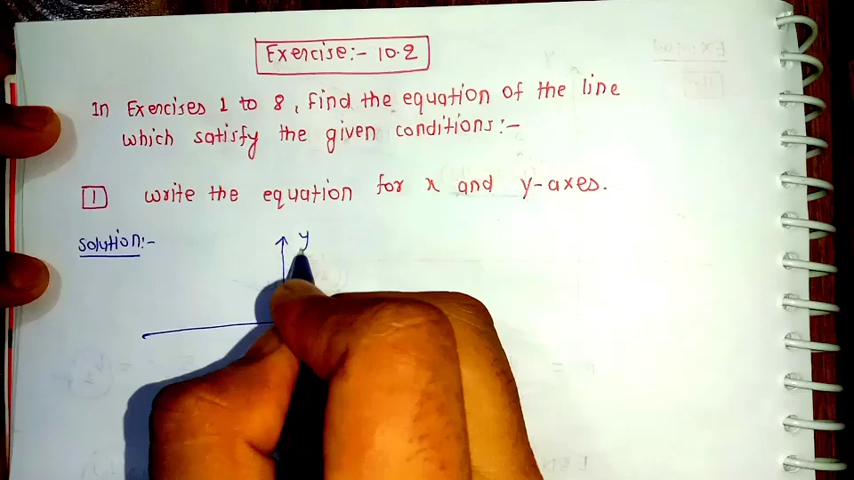 Exercise:- 10.2
In Exercises 1 to 8, Find the equation of the line
which satisfy the given conditions:-
1 Write the equation for x and y-axes.
Solution:-
y